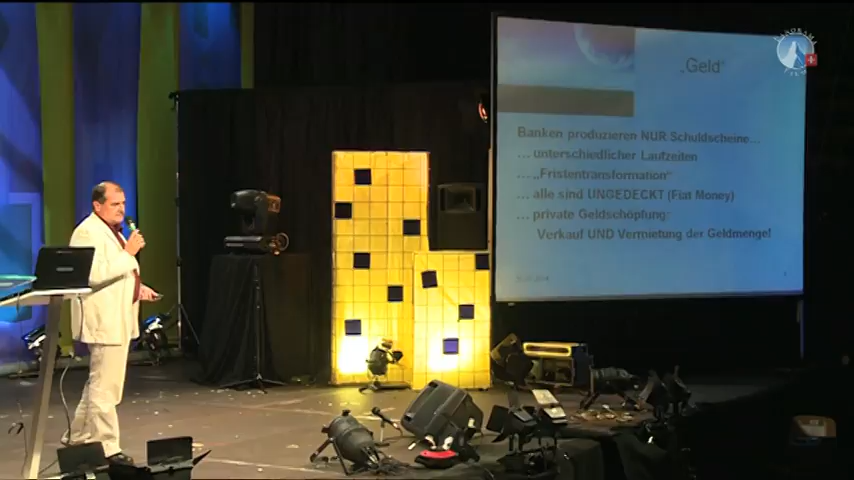 „Geld“
Banken produzieren NUR Schuldscheine…
… unterschiedlicher Laufzeiten
… „Fristentransformation“
… alle sind UNGEDECKT (Fiat Money)
… private Geldschöpfung:
Verkauf UND Vermietung der Geldmenge!
PANORAMA